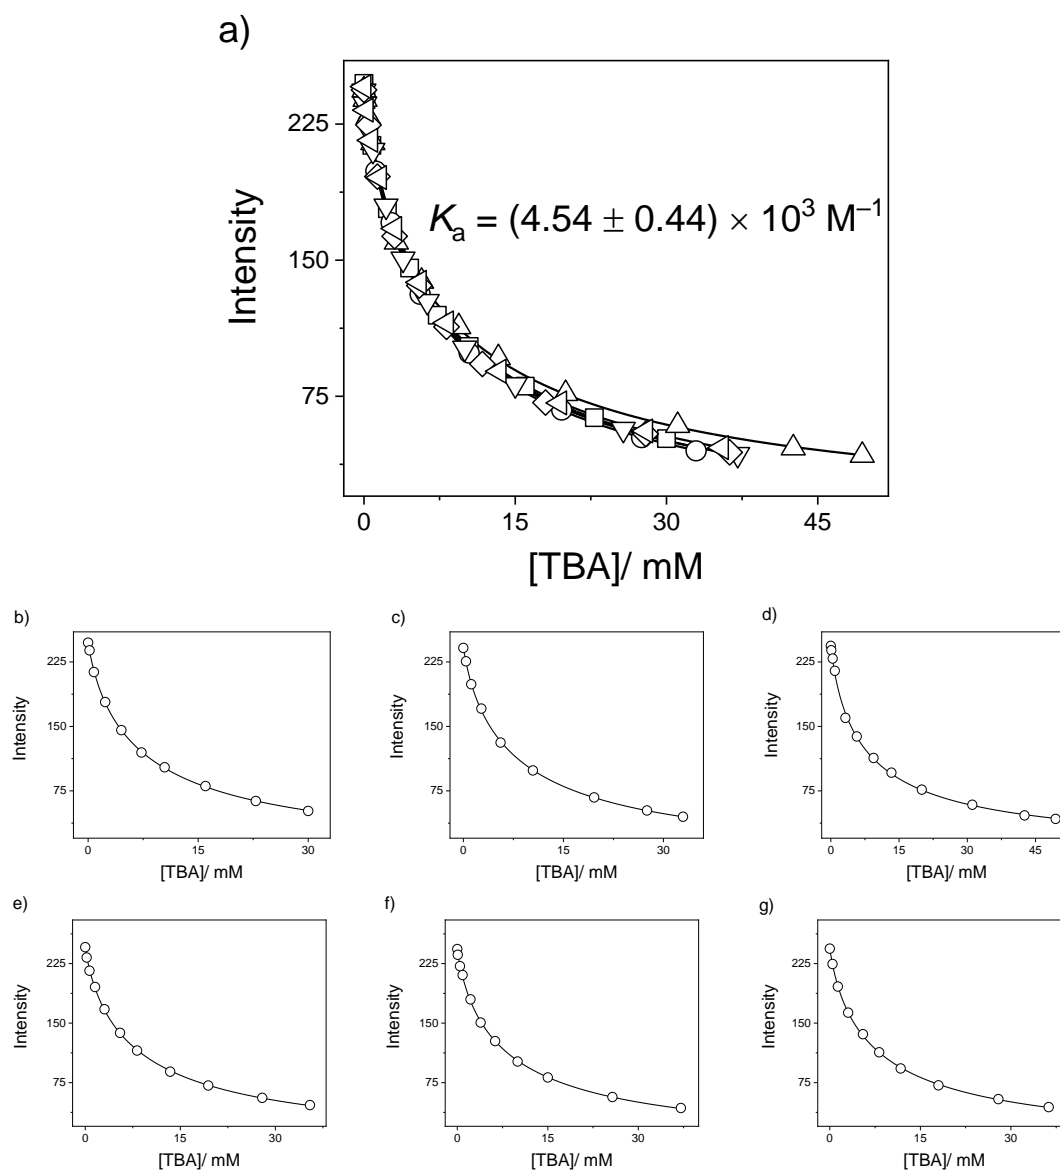 a)
225
150
75
Intensity
Kₐ = (4.54 ± 0.44) × 10³ M⁻¹
0 15 30 45
[TBA]/ mM
b)
225
150
75
Intensity
0 15 30
[TBA]/ mM
c)
225
150
75
Intensity
0 15 30
[TBA]/ mM
d)
225
150
75
Intensity
0 15 30 45
[TBA]/ mM
e)
225
150
75
Intensity
0 15 30
[TBA]/ mM
f)
225
150
75
Intensity
0 15 30
[TBA]/ mM
g)
225
150
75
Intensity
0 15 30
[TBA]/ mM